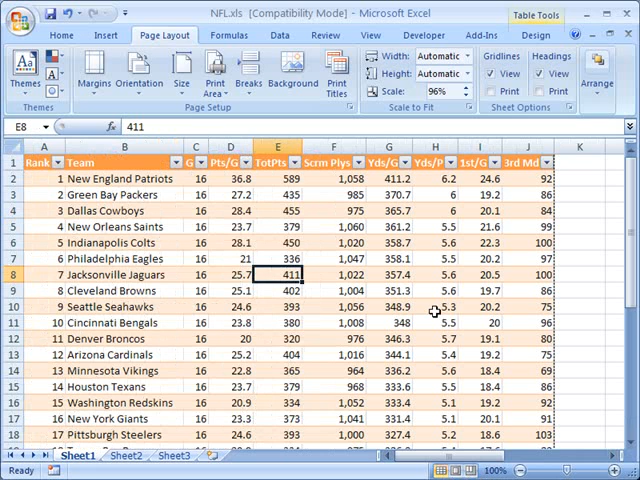 NFL.xls [Compatibility Mode] - Microsoft Excel
Table Tools
Home Insert Page Layout Formulas Data Review View Developer Add-Ins Design
Aa Themes Margins Orientation Size Print Area Breaks Background Print Titles
Width: Automatic
Height: Automatic
Scale: 96%
Gridlines Headings
View View
Print Print
Arrange
Themes Page Setup Scale to Fit Sheet Options
E8 fx 411
A B C D E F G H I J K
1 Rank Team G Pts/G TotPts Scrm Plys Yds/G Yds/P 1st/G 3rd Md
2 1 New England Patriots 16 36.8 589 1,058 411.2 6.2 24.6 92
3 2 Green Bay Packers 16 27.2 435 985 370.7 6 19.2 86
4 3 Dallas Cowboys 16 28.4 455 975 365.7 6 20.1 84
5 4 New Orleans Saints 16 23.7 379 1,060 361.2 5.5 21.6 99
6 5 Indianapolis Colts 16 28.1 450 1,020 358.7 5.6 22.3 100
7 6 Philadelphia Eagles 16 21 336 1,047 358.1 5.5 20.2 97
8 7 Jacksonville Jaguars 16 25.7 411 1,022 357.4 5.6 20.5 100
9 8 Cleveland Browns 16 25.1 402 1,004 351.3 5.6 19.7 86
10 9 Seattle Seahawks 16 24.6 393 1,056 348.9 5.3 20.2 75
11 10 Cincinnati Bengals 16 23.8 380 1,008 348 5.5 20 96
12 11 Denver Broncos 16 20 320 976 346.3 5.7 19.1 80
13 12 Arizona Cardinals 16 25.2 404 1,016 344.1 5.4 19.2 75
14 13 Minnesota Vikings 16 22.8 365 964 336.2 5.6 18.4 69
15 14 Houston Texans 16 23.7 379 968 333.6 5.5 18.4 83
16 15 Washington Redskins 16 20.9 334 1,052 333.4 5.1 19.2 84
17 16 New York Giants 16 23.3 373 1,041 331.4 5.1 20.1 91
18 17 Pittsburgh Steelers 16 24.6 393 1,000 327.4 5.2 18.6 103
Sheet1 Sheet2 Sheet3
Ready 100%